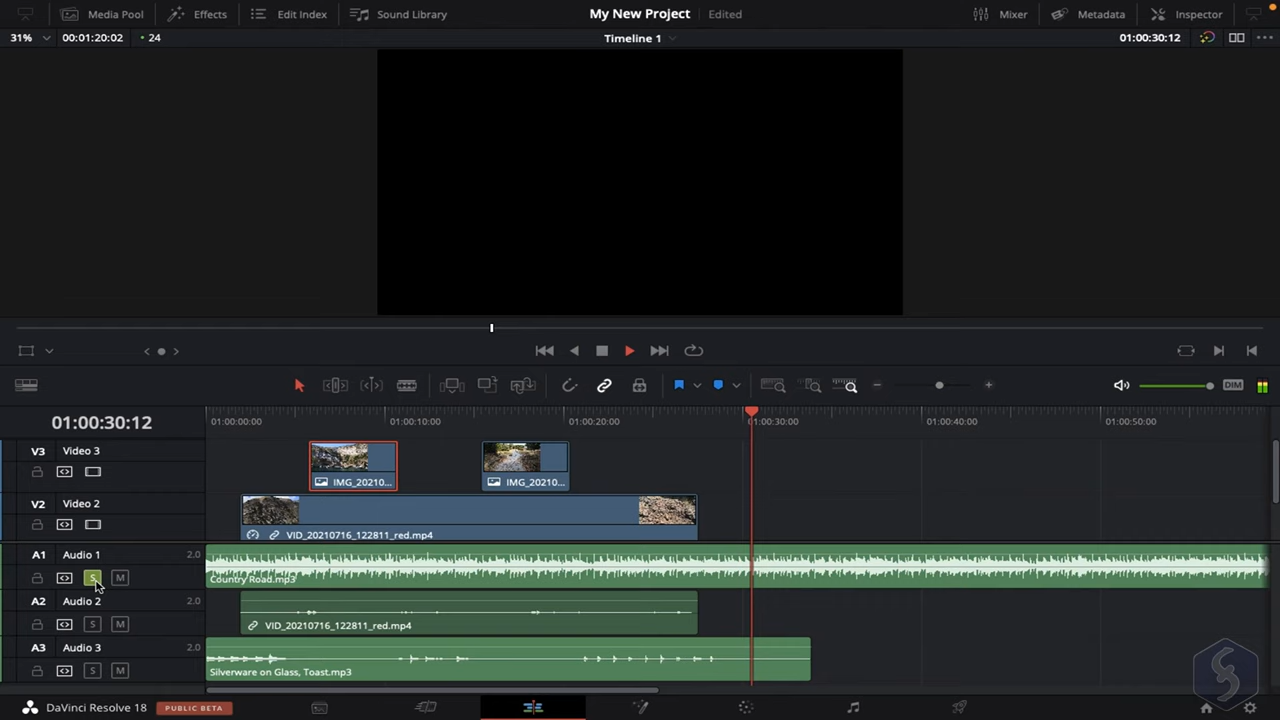 Media Pool Effects Edit Index Sound Library My New Project Edited Mixer Metadata Inspector
31% 00:01:20:02 24 Timeline 1 01:00:30:12
DIM
01:00:30:12 01:00:00:00 01:00:10:00 01:00:20:00 01:00:30:00 01:00:40:00 01:00:50:00
V3 Video 3
IMG_20210... IMG_20210...
V2 Video 2
VID_20210716_122811_red.mp4
A1 Audio 1 2.0
S M Country Road.mp3
A2 Audio 2 2.0
S M VID_20210716_122811_red.mp4
A3 Audio 3 2.0
S M Silverware on Glass, Toast.mp3
DaVinci Resolve 18 PUBLIC BETA